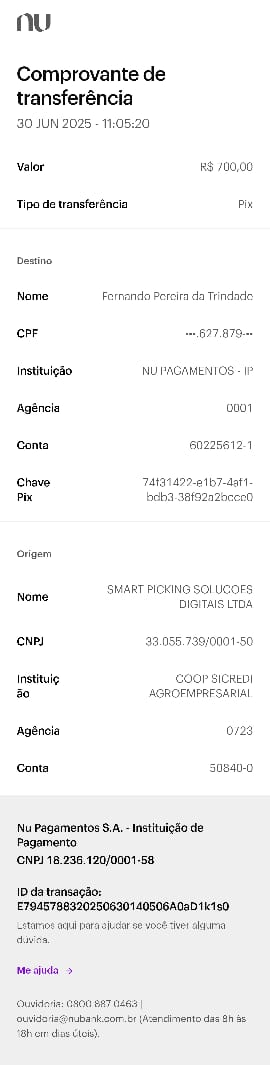 nu
Comprovante de
transferência
30 JUN 2025 - 11:05:20
Valor R$ 700,00
Tipo de transferência Pix
Destino
Nome Fernando Pereira da Trindade
CPF •••.627.879-••
Instituição NU PAGAMENTOS - IP
Agência 0001
Conta 60225612-1
Chave 74f31422-e1b7-4af1-
Pix bdb3-38f92a2bcce0
Origem
Nome SMART PICKING SOLUCOES
DIGITAIS LTDA
CNPJ 33.055.739/0001-50
Instituiç COOP SICREDI
ão AGROEMPRESARIAL
Agência 0723
Conta 50840-0
Nu Pagamentos S.A. - Instituição de
Pagamento
CNPJ 18.236.120/0001-58
ID da transação:
E7945788320250630140506A0aD1k1s0
Estamos aqui para ajudar se você tiver alguma
dúvida.
Me ajuda →
Ouvidoria: 0800 887 0463 |
ouvidoria@nubank.com.br (Atendimento das 8h às
18h em dias úteis).